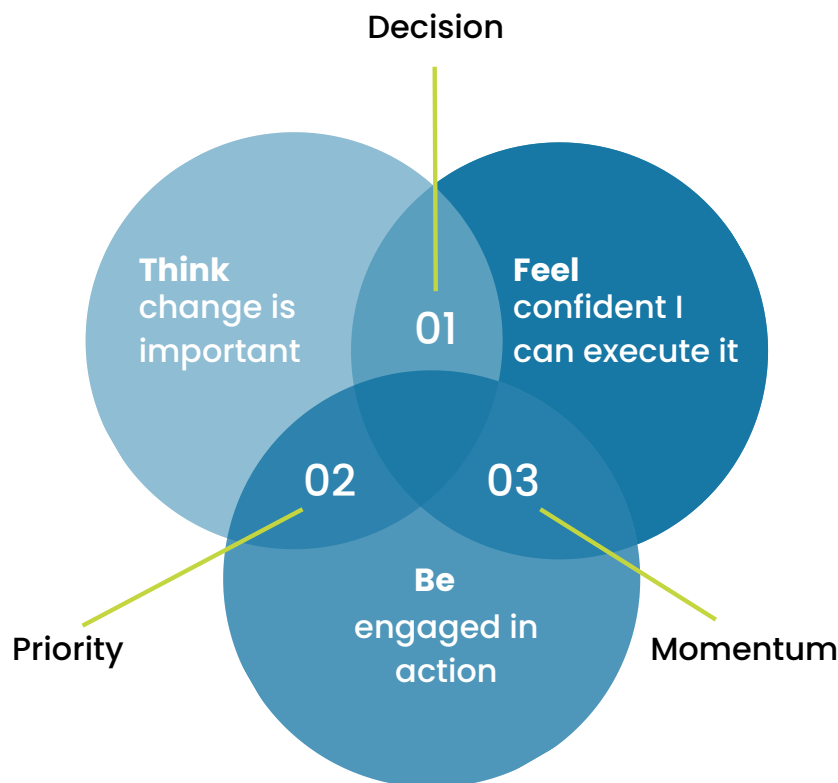 Decision
Think
change is
important
Feel
confident I
can execute it
01
02
03
Be
engaged in
action
Priority
Momentum